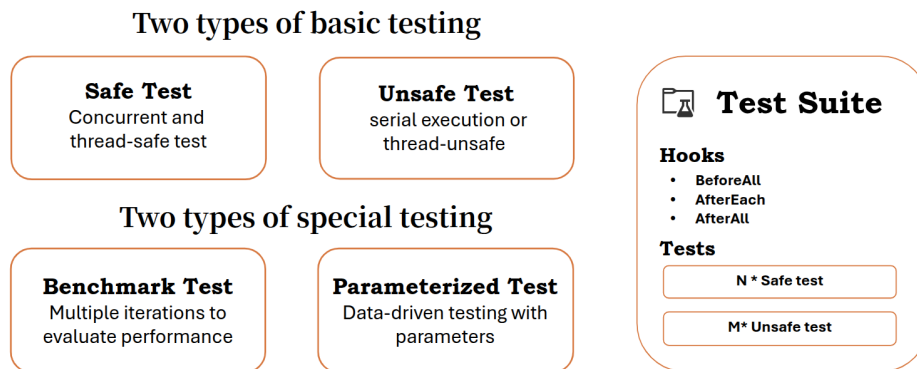 Two types of basic testing
Safe Test
Concurrent and
thread-safe test
Unsafe Test
serial execution or
thread-unsafe
Two types of special testing
Benchmark Test
Multiple iterations to
evaluate performance
Parameterized Test
Data-driven testing with
parameters
Test Suite
Hooks
• BeforeAll
• AfterEach
• AfterAll
Tests
N * Safe test
M* Unsafe test